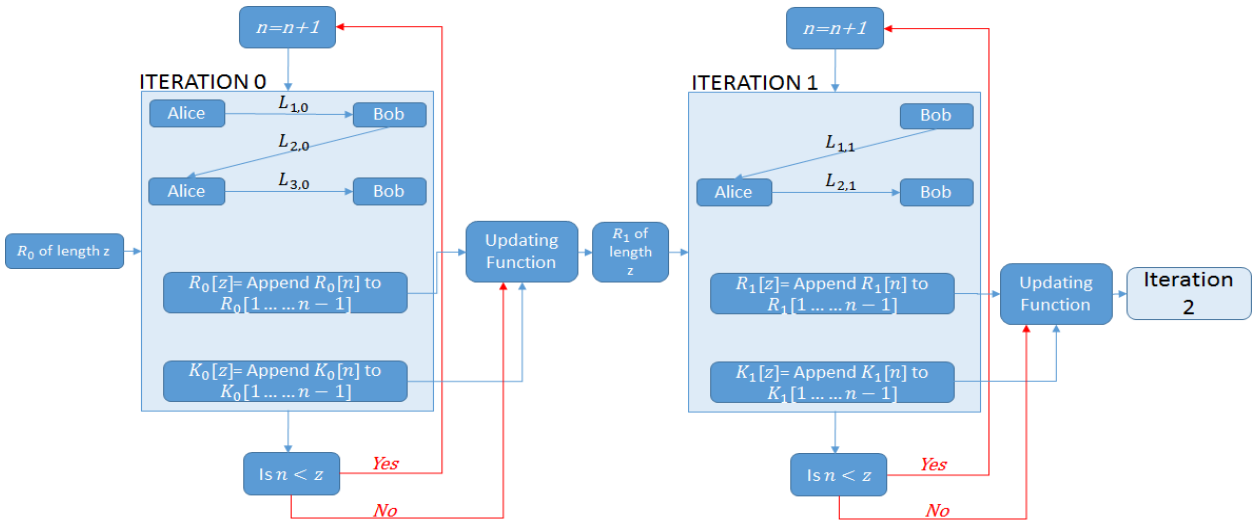 n=n+1
ITERATION 0
Alice
L1,0
Bob
L2,0
Alice
L3,0
Bob
R0 of length z
R0[z]= Append R0[n] to
R0[1 … … n − 1]
K0[z]= Append K0[n] to
K0[1 … … n − 1]
Is n < z
Yes
No
Updating
Function
R1 of
length
z
n=n+1
ITERATION 1
Bob
L1,1
Alice
L2,1
Bob
R1[z]= Append R1[n] to
R1[1 … … n − 1]
K1[z]= Append K1[n] to
K1[1 … … n − 1]
Is n < z
Yes
No
Updating
Function
Iteration
2